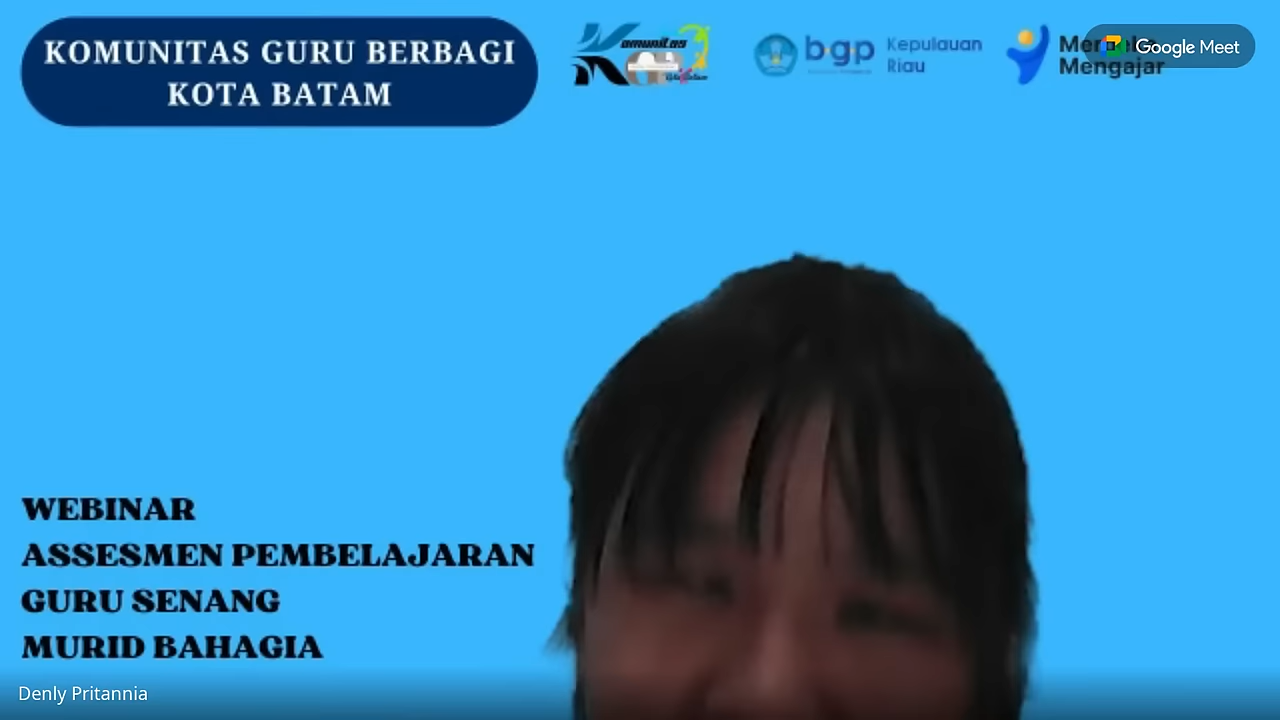 KOMUNITAS GURU BERBAGI
KOTA BATAM
omunitas
bgp
Kepulauan
Riau
Mengajar
Google Meet
WEBINAR
ASSESMEN PEMBELAJARAN
GURU SENANG
MURID BAHAGIA
Denly Pritannia